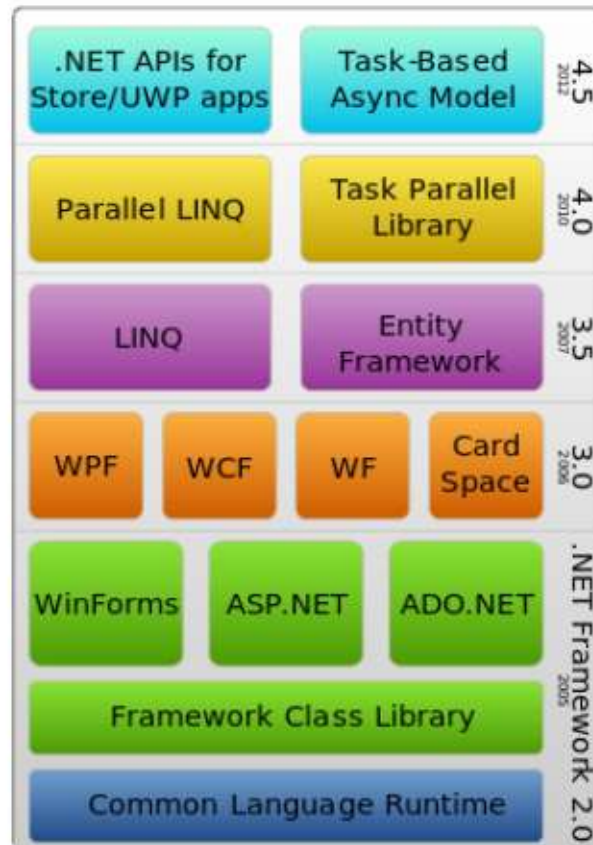 .NET APIs for
Store/UWP apps
Task-Based
Async Model
4.5
2012
Parallel LINQ
Task Parallel
Library
4.0
2010
LINQ
Entity
Framework
3.5
2007
WPF
WCF
WF
Card
Space
3.0
2006
WinForms
ASP.NET
ADO.NET
Framework Class Library
Common Language Runtime
.NET Framework 2.0
2005